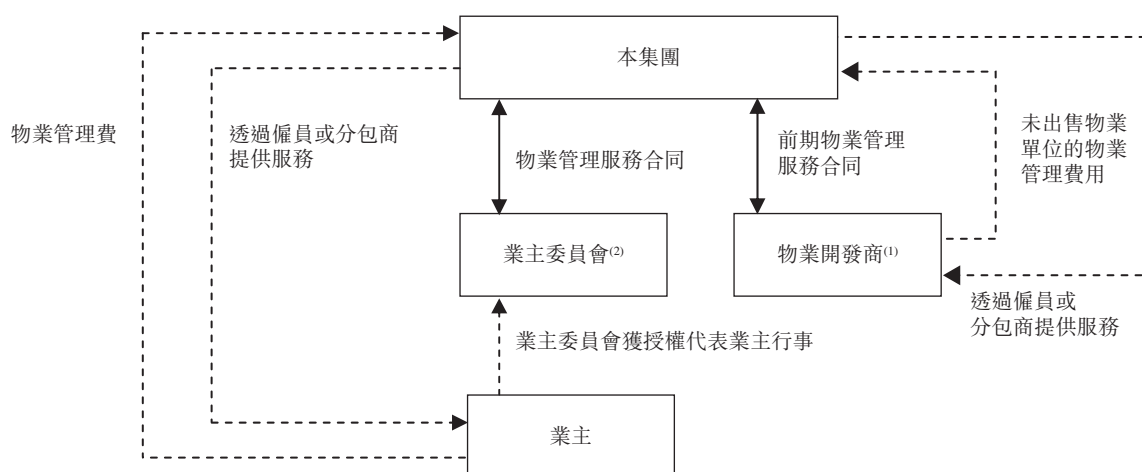 本集團
物業管理費
透過僱員或分包商
提供服務
物業管理服務合同
前期物業管理
服務合同
未出售物業
單位的物業
管理費用
業主委員會(2)
物業開發商(1)
透過僱員或
分包商提供服務
業主委員會獲授權代表業主行事
業主